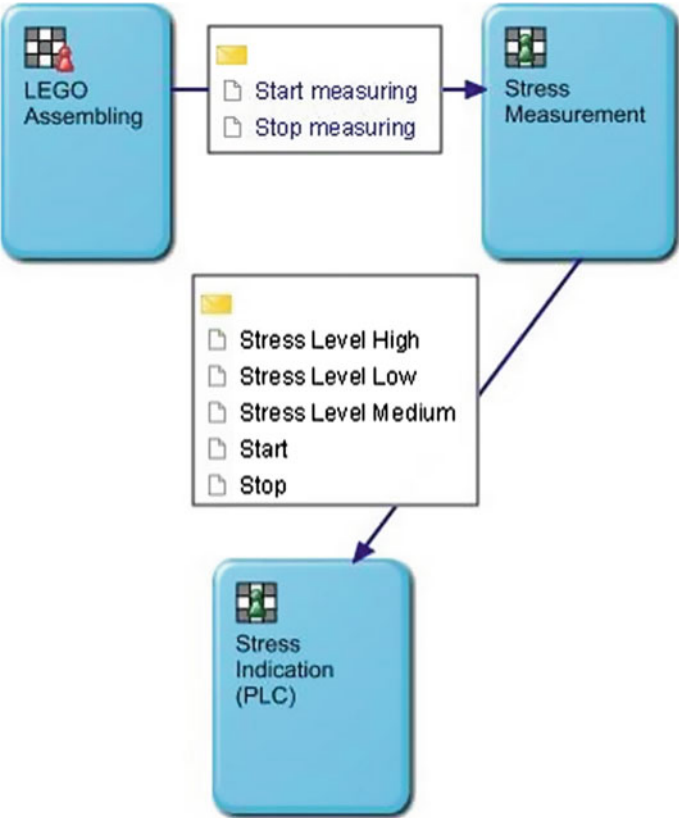 LEGO
Assembling
Start measuring
Stop measuring
Stress
Measurement
Stress Level High
Stress Level Low
Stress Level Medium
Start
Stop
Stress
Indication
(PLC)